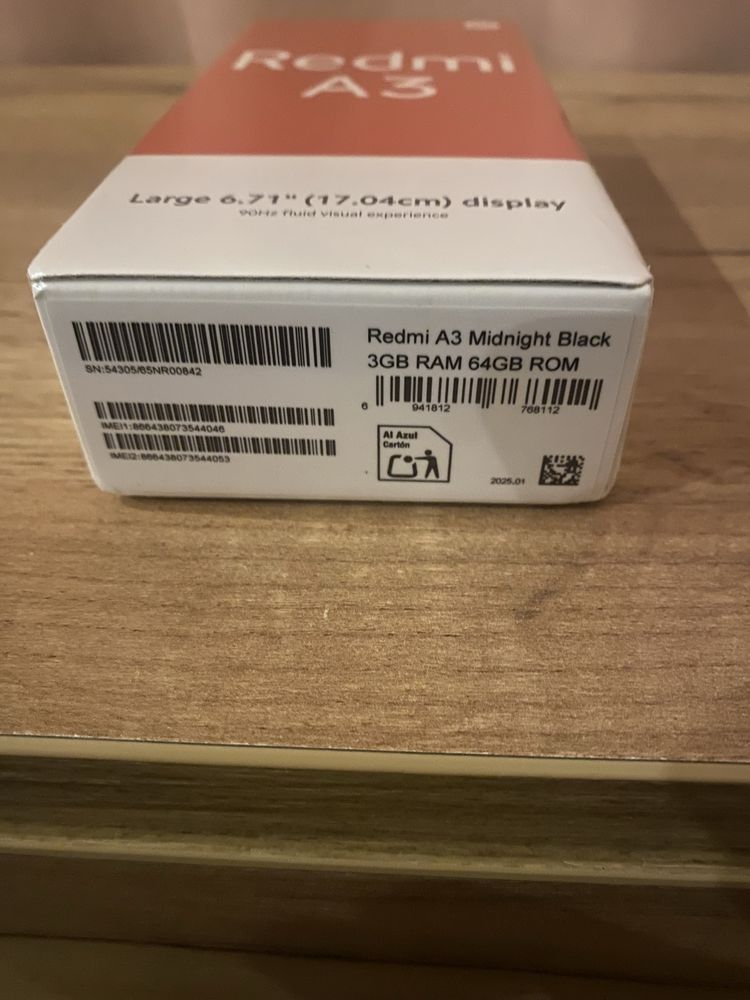 Redmi
A3
Large 6.71" (17.04cm) display
90Hz fluid visual experience
SN:54305/65NR00842
IMEI1:866438073544046
IMEI2:866438073544053
Redmi A3 Midnight Black
3GB RAM 64GB ROM
6 941812 768112
Al Azul
Cartón
2025.01